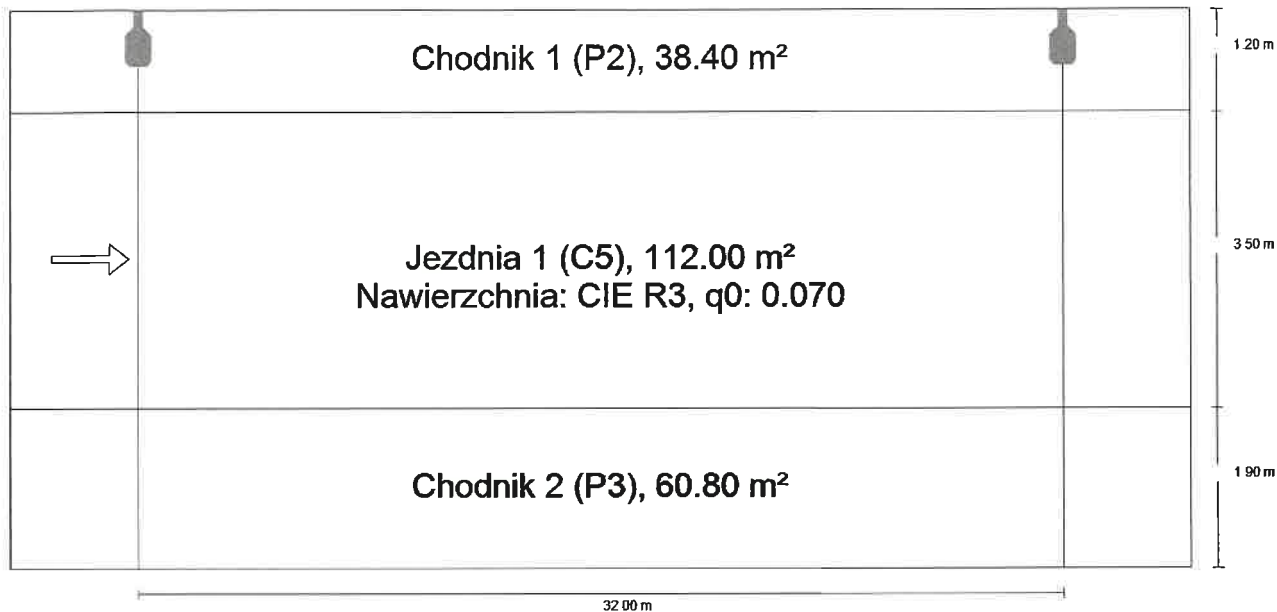 Chodnik 1 (P2), 38.40 m²
1.20 m
Jezdnia 1 (C5), 112.00 m²
Nawierzchnia: CIE R3, q0: 0.070
3.50 m
Chodnik 2 (P3), 60.80 m²
1.90 m
32.00 m